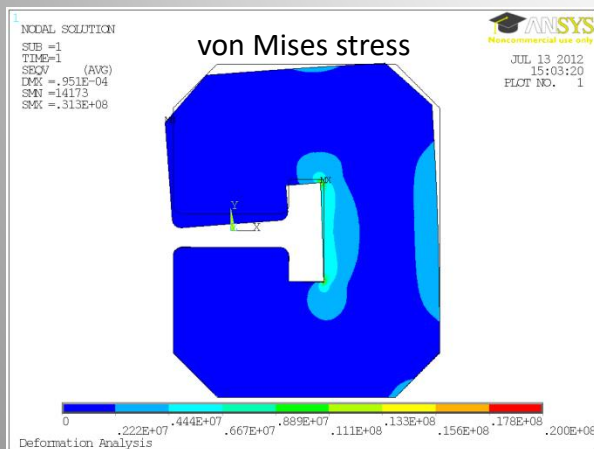 1
NODAL SOLUTION
SUB =1
TIME=1
SEQV (AVG)
DMX =.951E-04
SMN =14173
SMX =.313E+08
von Mises stress
ANSYS
Noncommercial use only
JUL 13 2012
15:03:20
PLOT NO. 1
MX
Y
X
0 .444E+07 .889E+07 .133E+08 .178E+08
.222E+07 .667E+07 .111E+08 .156E+08 .200E+08
Deformation Analysis